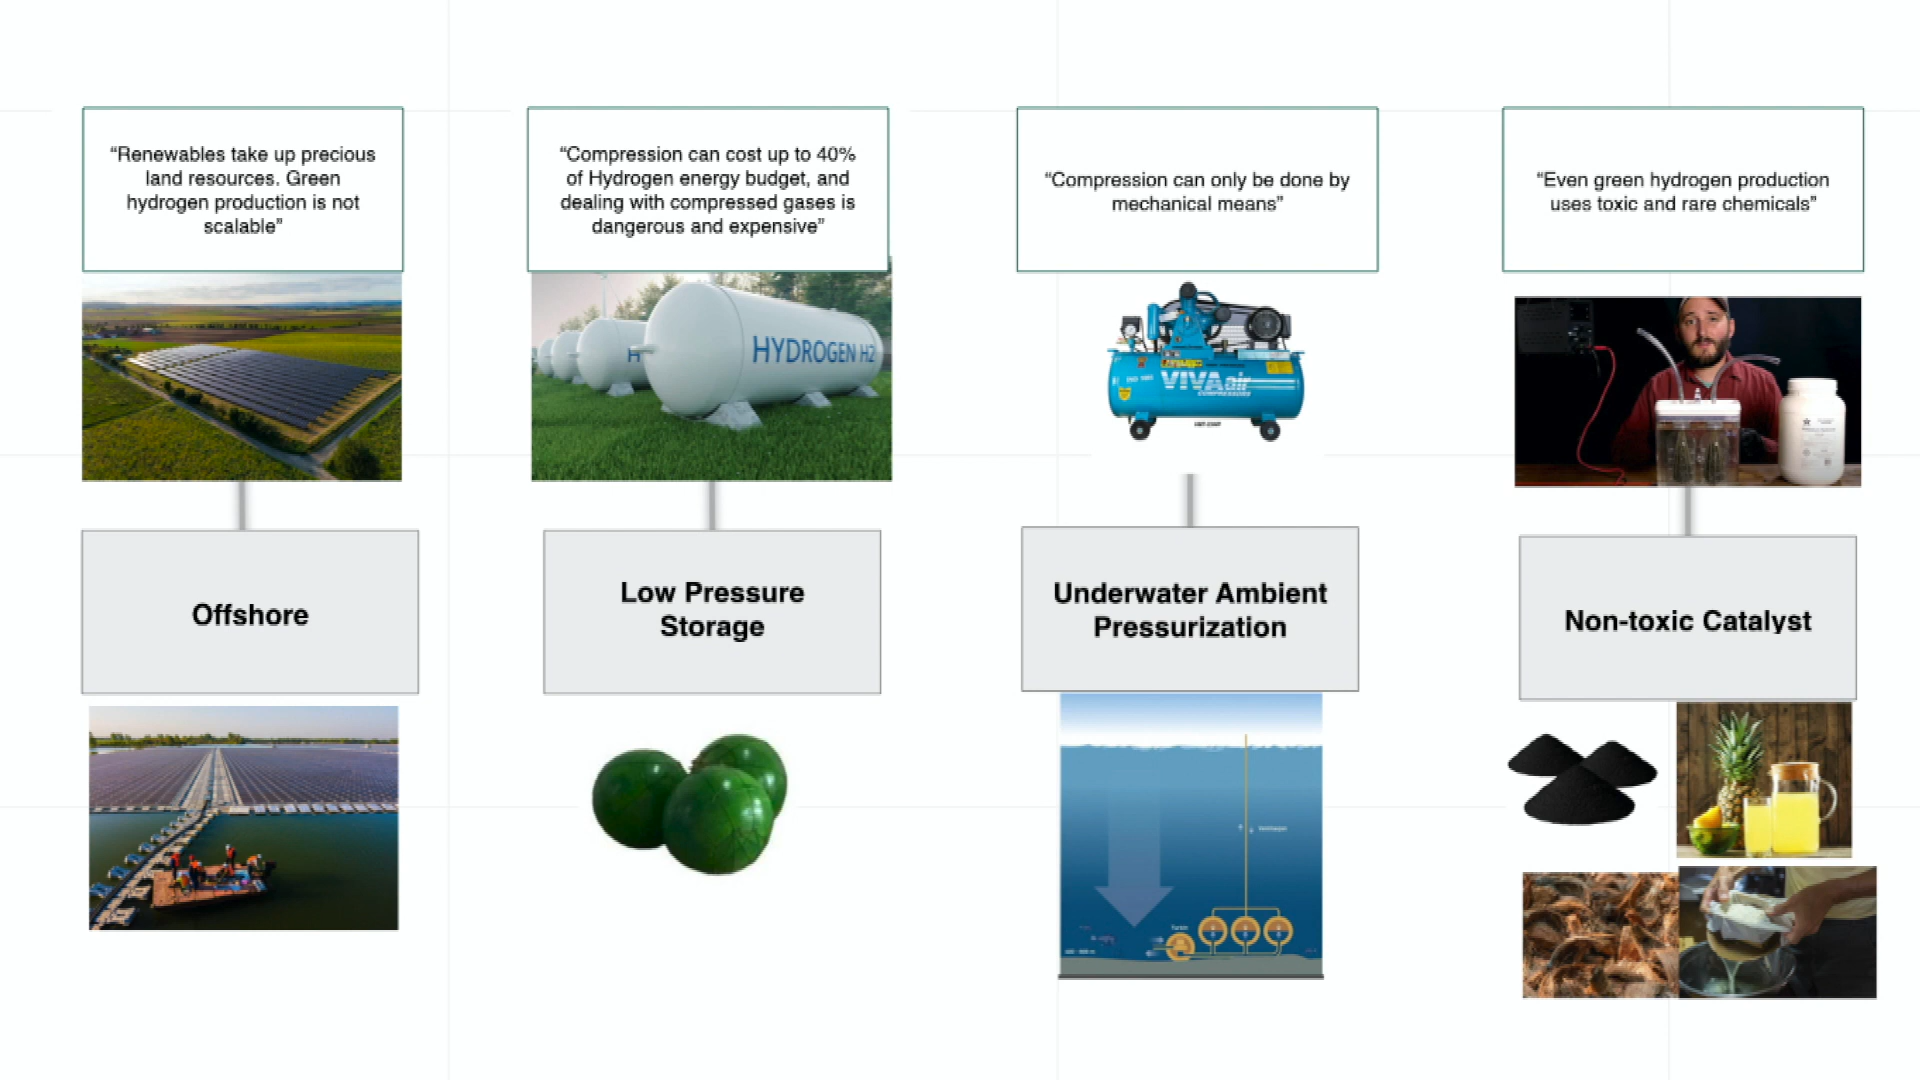 “Renewables take up precious
land resources. Green
hydrogen production is not
scalable”
“Compression can cost up to 40%
of Hydrogen energy budget, and
dealing with compressed gases is
dangerous and expensive”
“Compression can only be done by
mechanical means”
“Even green hydrogen production
uses toxic and rare chemicals”
HYDROGEN H2
H
VIVAair
COMPRESSORS
Offshore
Low Pressure
Storage
Underwater Ambient
Pressurization
Non-toxic Catalyst